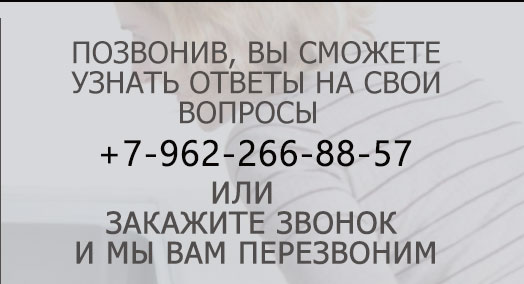 ПОЗВОНИВ, ВЫ СМОЖЕТЕ
УЗНАТЬ ОТВЕТЫ НА СВОИ
ВОПРОСЫ
+7-962-266-88-57
ИЛИ
ЗАКАЖИТЕ ЗВОНОК
И МЫ ВАМ ПЕРЕЗВОНИМ